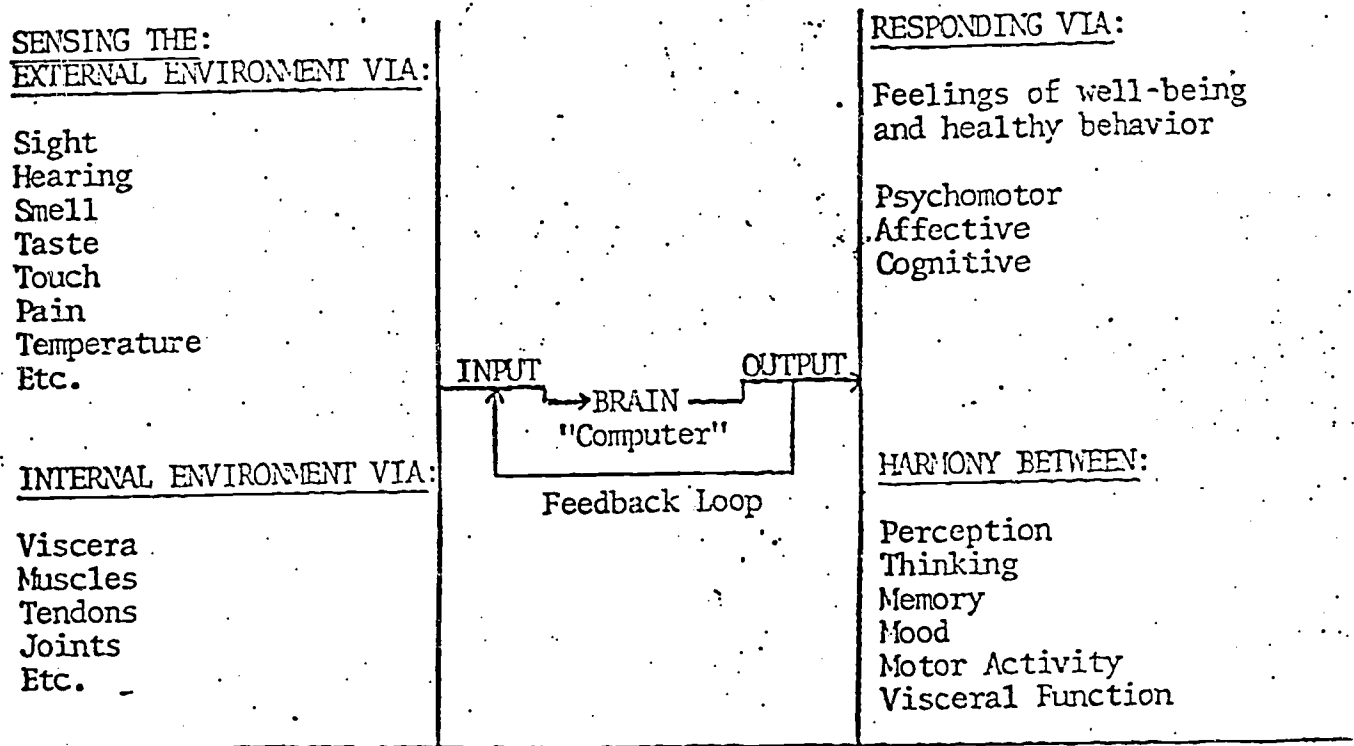 SENSING THE:
EXTERNAL ENVIRONMENT VIA:
Sight
Hearing
Smell
Taste
Touch
Pain
Temperature
Etc.
INTERNAL ENVIRONMENT VIA:
Viscera
Muscles
Tendons
Joints
Etc.
INPUT
OUTPUT
BRAIN
"Computer"
Feedback Loop
RESPONDING VIA:
Feelings of well-being
and healthy behavior
Psychomotor
Affective
Cognitive
HARMONY BETWEEN:
Perception
Thinking
Memory
Mood
Motor Activity
Visceral Function